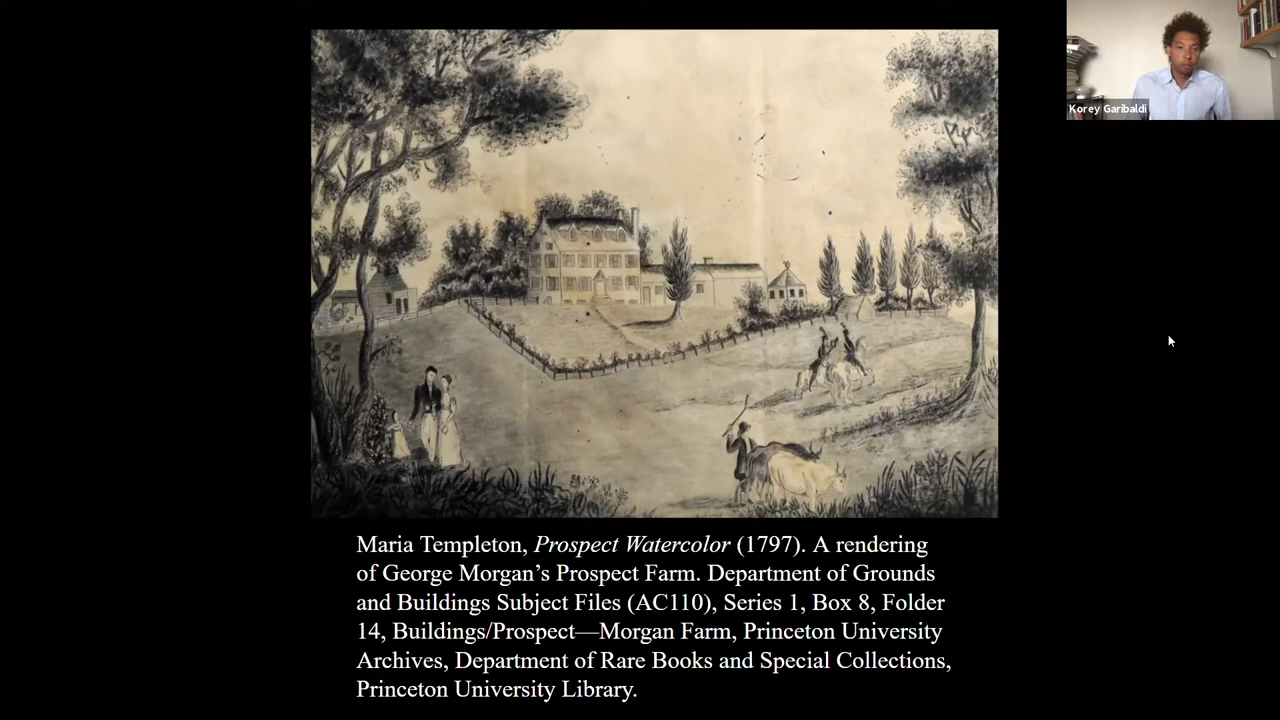 Korey Garibaldi
Maria Templeton, Prospect Watercolor (1797). A rendering
of George Morgan’s Prospect Farm. Department of Grounds
and Buildings Subject Files (AC110), Series 1, Box 8, Folder
14, Buildings/Prospect—Morgan Farm, Princeton University
Archives, Department of Rare Books and Special Collections,
Princeton University Library.